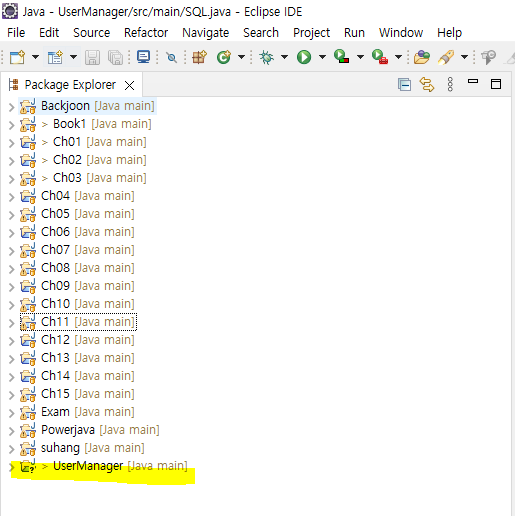 Java - UserManager/src/main/SQL.java - Eclipse IDE
File Edit Source Refactor Navigate Search Project Run Window Help
Package Explorer
Backjoon [Java main]
> Book1 [Java main]
> Ch01 [Java main]
> Ch02 [Java main]
> Ch03 [Java main]
Ch04 [Java main]
Ch05 [Java main]
Ch06 [Java main]
Ch07 [Java main]
Ch08 [Java main]
Ch09 [Java main]
Ch10 [Java main]
Ch11 [Java main]
Ch12 [Java main]
Ch13 [Java main]
Ch14 [Java main]
Ch15 [Java main]
Exam [Java main]
Powerjava [Java main]
suhang [Java main]
> UserManager [Java main]